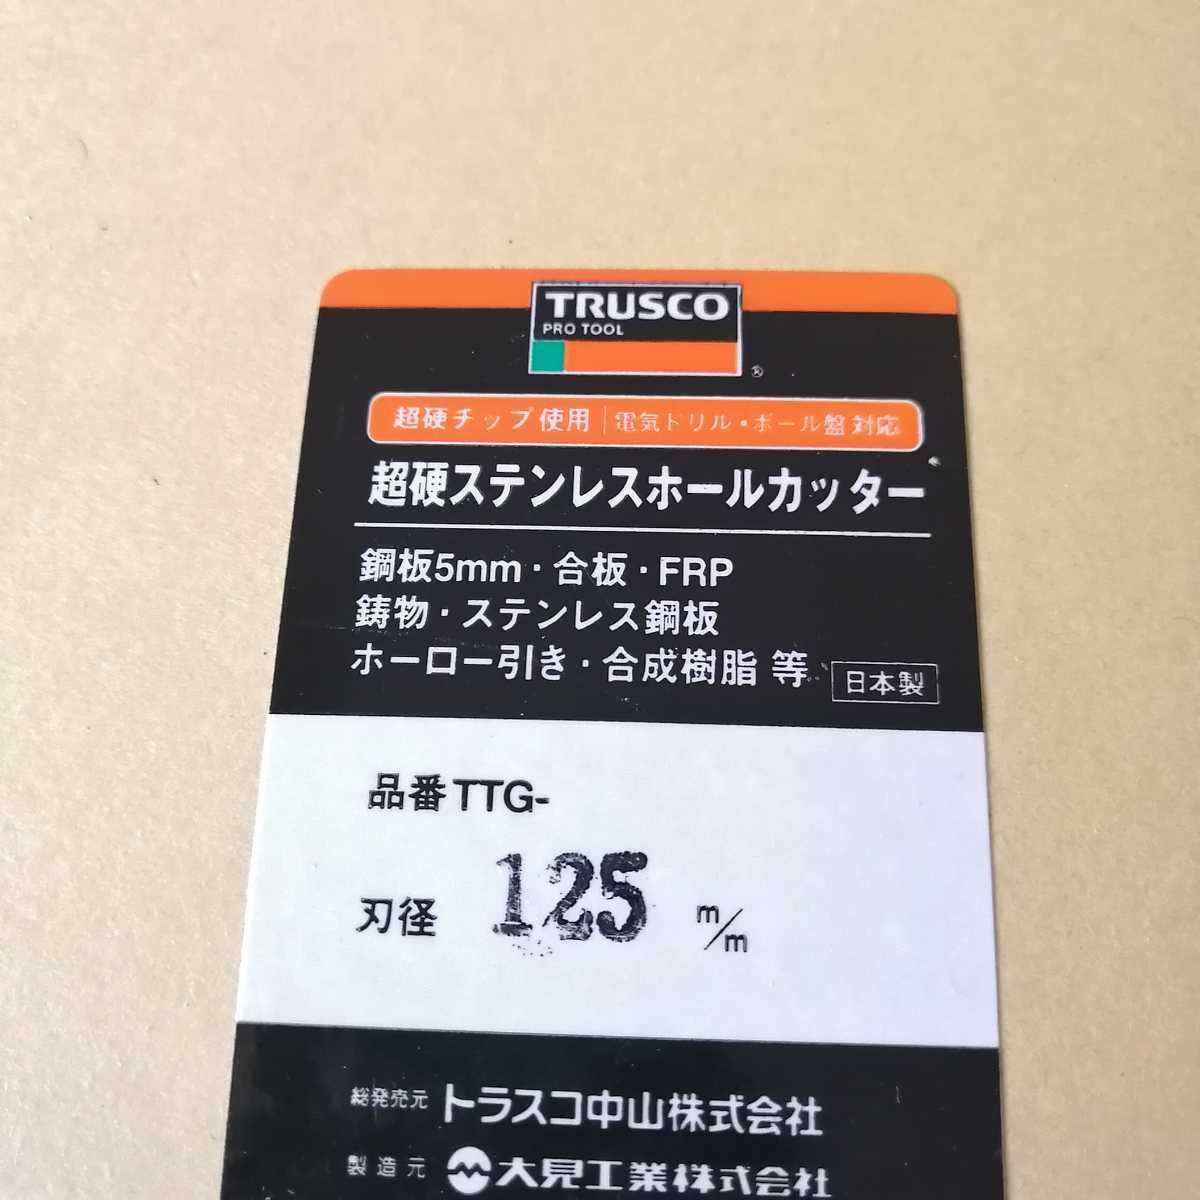 TRUSCO
PRO TOOL
®
超硬チップ使用|電気ドリル・ボール盤対応
超硬ステンレスホールカッター
鋼板5mm・合板・FRP
鋳物・ステンレス鋼板
ホーロー引き・合成樹脂 等
日本製
品番 TTG-
刃径 125 m/m
総発売元 トラスコ中山株式会社
製造元 大見工業株式会社